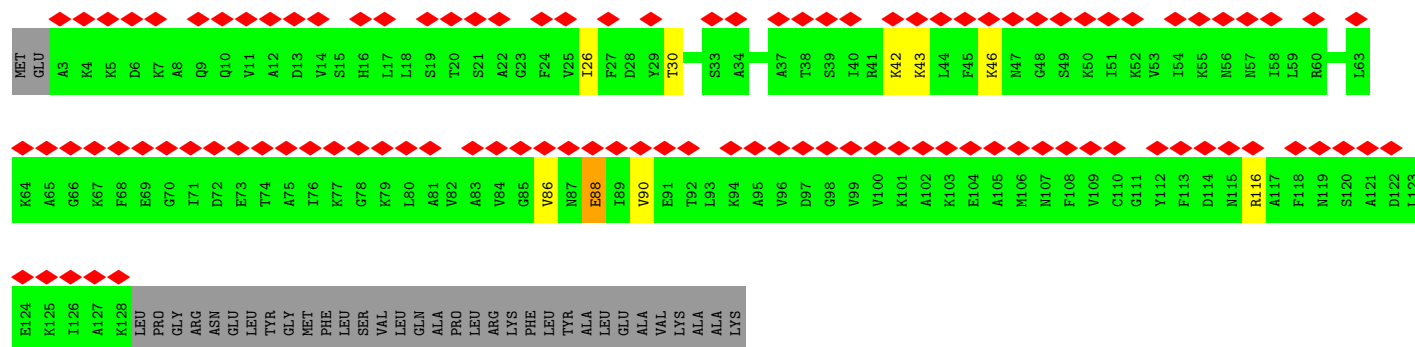 MET GLU A3 K4 K5 D6 K7 A8 Q9 Q10 V11 A12 D13 V14 S15 H16 L17 L18 S19 T20 S21 A22 G23 F24 V25 I26 F27 D28 Y29 T30 S33 A34 A37 T38 S39 I40 R41 K42 K43 L44 F45 K46 N47 G48 S49 K50 I51 K52 V53 I54 K55 N56 N57 I58 L59 R60 L63
K64 A65 G66 K67 F68 E69 G70 I71 D72 E73 T74 A75 I76 K77 G78 K79 L80 A81 V82 A83 V84 G85 V86 N87 E88 I89 V90 E91 T92 L93 K94 A95 V96 D97 G98 V99 V100 K101 A102 K103 E104 A105 M106 N107 F108 V109 C110 G111 Y112 F113 D114 N115 R116 A117 F118 N119 S120 A121 D122 L123
E124 K125 I126 A127 K128 LEU PRO GLY ARG ASN GLU LEU TYR GLY MET PHE LEU SER VAL LEU GLN ALA PRO LEU ARG LYS PHE LEU TYR ALA LEU GLU ALA VAL LYS ALA ALA LYS